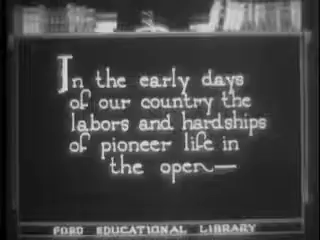 In the early days
of our country the
labors and hardships
of pioneer life in
the open—
FORD EDUCATIONAL LIBRARY